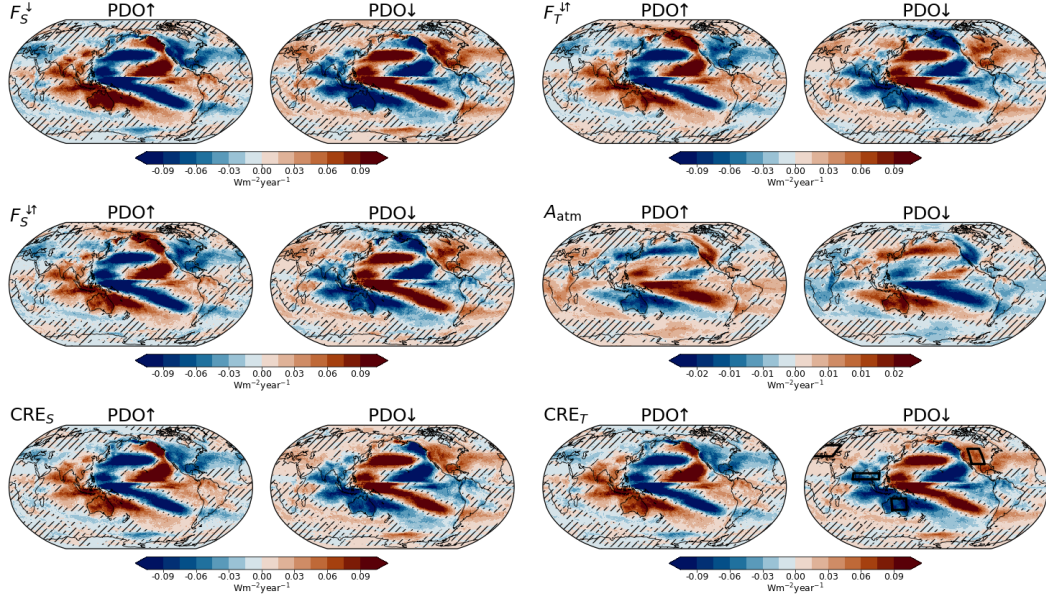 F_S^↓ PDO↑ PDO↓ F_T^↓↑ PDO↑ PDO↓
-0.09 -0.06 -0.03 0.00 0.03 0.06 0.09
Wm⁻²year⁻¹
-0.09 -0.06 -0.03 0.00 0.03 0.06 0.09
Wm⁻²year⁻¹
F_S^↓↑ PDO↑ PDO↓ A_atm PDO↑ PDO↓
-0.09 -0.06 -0.03 0.00 0.03 0.06 0.09
Wm⁻²year⁻¹
-0.02 -0.01 -0.01 0.00 0.01 0.01 0.02
Wm⁻²year⁻¹
CRE_S PDO↑ PDO↓ CRE_T PDO↑ PDO↓
-0.09 -0.06 -0.03 0.00 0.03 0.06 0.09
Wm⁻²year⁻¹
-0.09 -0.06 -0.03 0.00 0.03 0.06 0.09
Wm⁻²year⁻¹